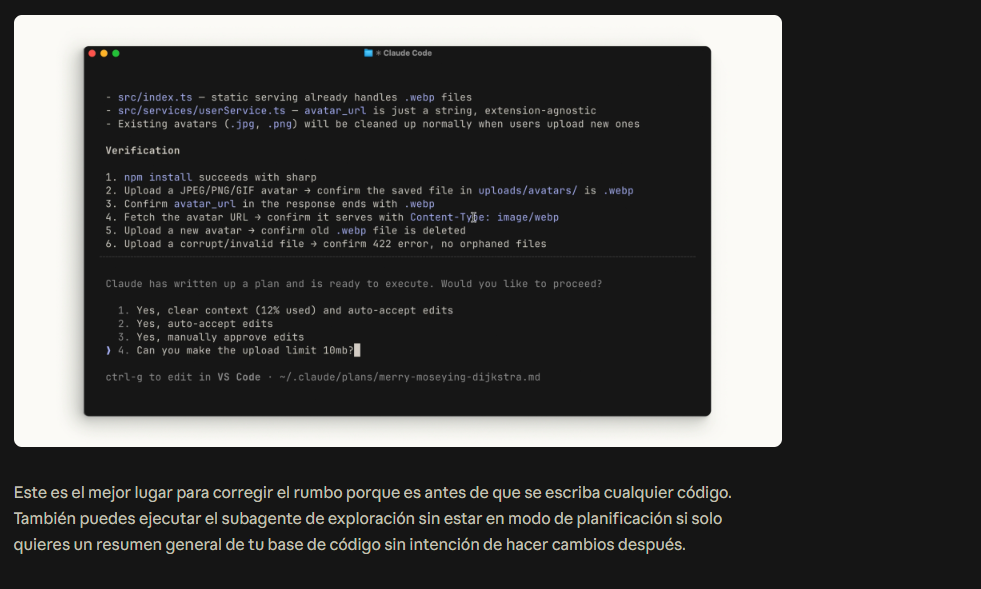 Claude Code
- src/index.ts — static serving already handles .webp files
- src/services/userService.ts — avatar_url is just a string, extension-agnostic
- Existing avatars (.jpg, .png) will be cleaned up normally when users upload new ones
Verification
1. npm install succeeds with sharp
2. Upload a JPEG/PNG/GIF avatar → confirm the saved file in uploads/avatars/ is .webp
3. Confirm avatar_url in the response ends with .webp
4. Fetch the avatar URL → confirm it serves with Content-Type: image/webp
5. Upload a new avatar → confirm old .webp file is deleted
6. Upload a corrupt/invalid file → confirm 422 error, no orphaned files
Claude has written up a plan and is ready to execute. Would you like to proceed?
1. Yes, clear context (12% used) and auto-accept edits
2. Yes, auto-accept edits
3. Yes, manually approve edits
❯ 4. Can you make the upload limit 10mb?
ctrl-g to edit in VS Code · ~/.claude/plans/merry-moseying-dijkstra.md
Este es el mejor lugar para corregir el rumbo porque es antes de que se escriba cualquier código.
También puedes ejecutar el subagente de exploración sin estar en modo de planificación si solo
quieres un resumen general de tu base de código sin intención de hacer cambios después.